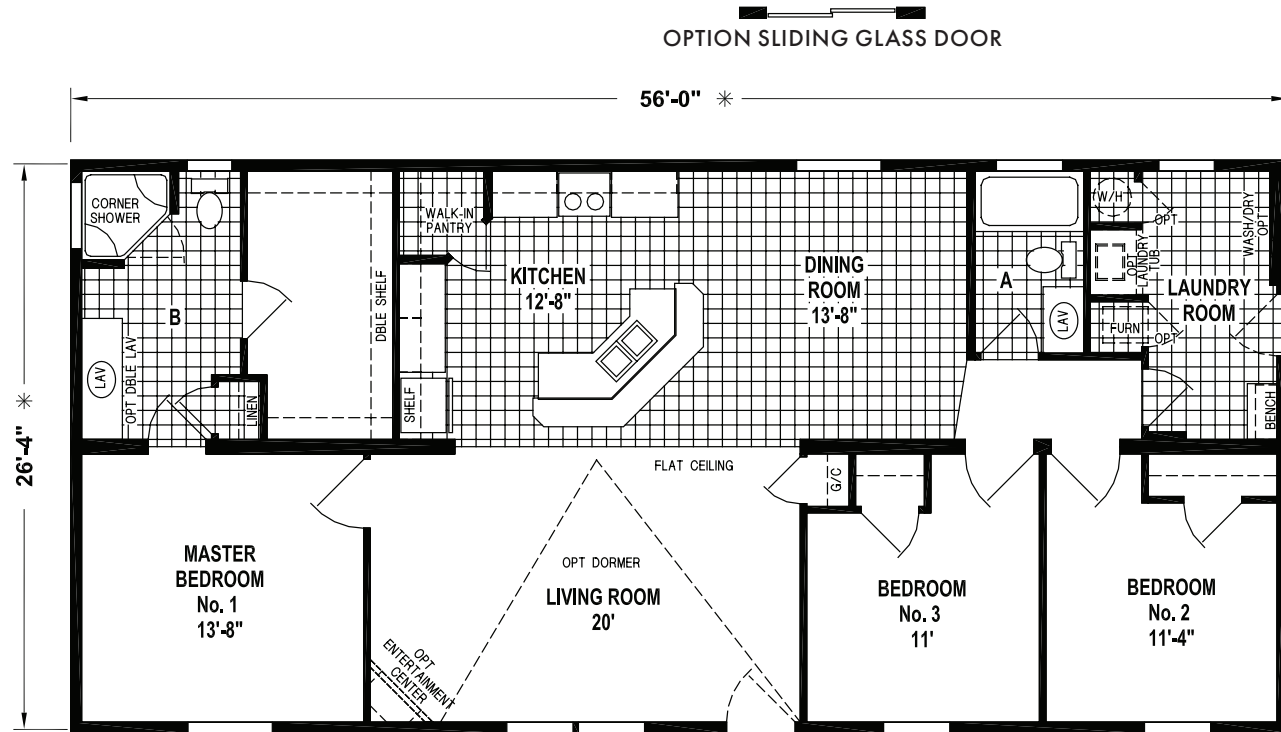 OPTION SLIDING GLASS DOOR
56'-0" ✳
26'-4" ✳
CORNER
SHOWER
B
LAV
OPT DBLE LAV
LINEN
DBLE SHELF
WALK-IN
PANTRY
SHELF
KITCHEN
12'-8"
DINING
ROOM
13'-8"
A
LAV
W/H
OPT
OPT
LAUNDRY
TUB
WASH/DRY
OPT
LAUNDRY
ROOM
FURN
OPT
BENCH
MASTER
BEDROOM
No. 1
13'-8"
FLAT CEILING
OPT DORMER
LIVING ROOM
20'
OPT
ENTERTAINMENT
CENTER
G/C
BEDROOM
No. 3
11'
BEDROOM
No. 2
11'-4"